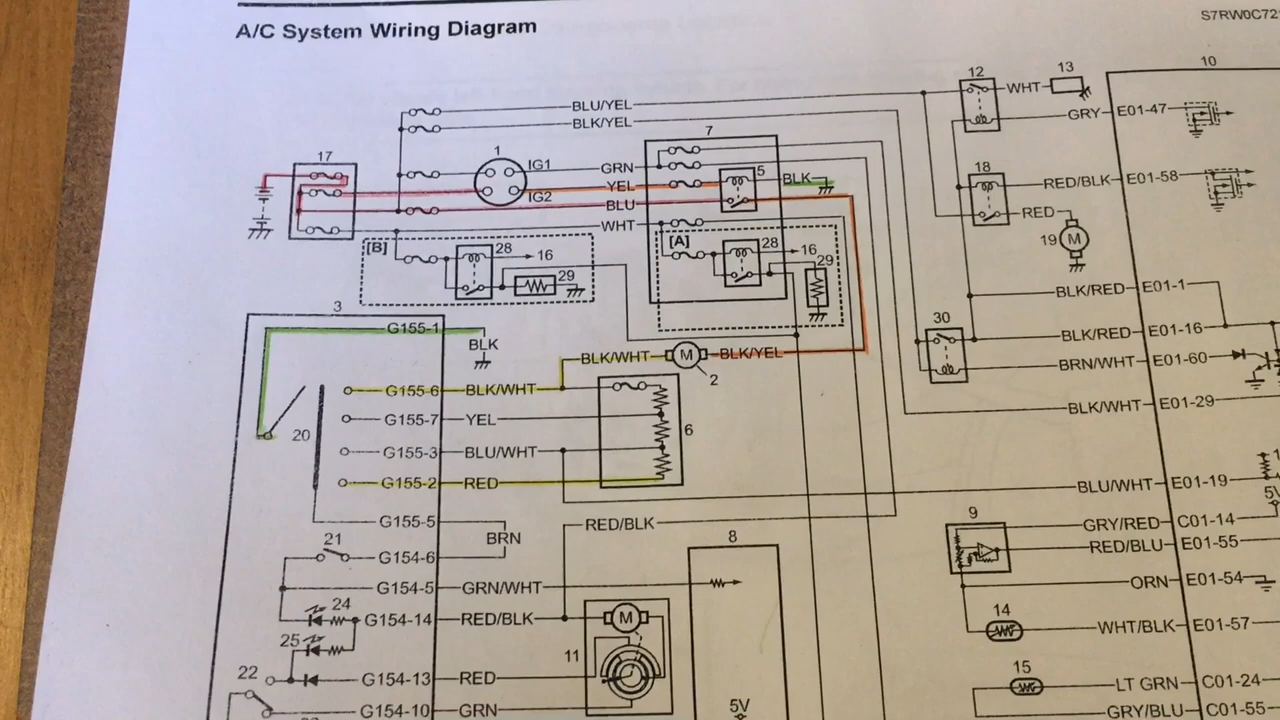 S7RW0C72
A/C System Wiring Diagram
10
12
13
WHT
BLU/YEL
BLK/YEL
GRY
E01-47
7
17
1
IG1
GRN
5
BLK
18
RED/BLK
E01-58
YEL
IG2
BLU
RED
WHT
19
M
[B]
28
16
29
[A]
28
16
29
BLK/RED
E01-1
3
G155-1
BLK
30
BLK/RED
E01-16
BLK/WHT
M
BLK/YEL
2
BRN/WHT
E01-60
G155-6
BLK/WHT
G155-7
YEL
BLK/WHT
E01-29
20
6
G155-3
BLU/WHT
G155-2
RED
BLU/WHT
E01-19
5V
G155-5
RED/BLK
9
GRY/RED
C01-14
21
BRN
8
RED/BLU
E01-55
G154-6
G154-5
GRN/WHT
ORN
E01-54
24
G154-14
RED/BLK
M
14
WHT/BLK
E01-57
25
11
22
G154-13
RED
15
LT GRN
C01-24
G154-10
GRN
5V
GRY/BLU
C01-55